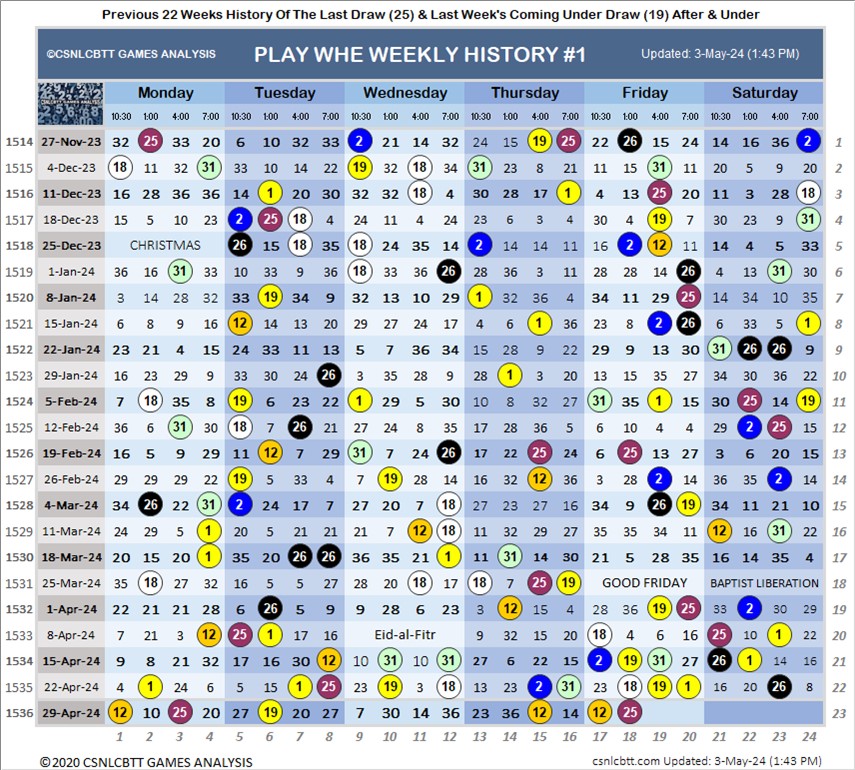 Previous 22 Weeks History Of The Last Draw (25) & Last Week's Coming Under Draw (19) After & Under
©CSNLCBTT GAMES ANALYSIS PLAY WHE WEEKLY HISTORY #1 Updated: 3-May-24 (1:43 PM)
Monday Tuesday Wednesday Thursday Friday Saturday
10:30 1:00 4:00 7:00 10:30 1:00 4:00 7:00 10:30 1:00 4:00 7:00 10:30 1:00 4:00 7:00 10:30 1:00 4:00 7:00 10:30 1:00 4:00 7:00
1514 27-Nov-23 32 25 33 20 6 10 32 33 2 21 14 32 24 15 19 25 22 26 15 24 14 16 36 2 1
1515 4-Dec-23 18 11 32 31 33 10 14 22 19 32 18 34 31 23 8 21 11 15 31 11 20 5 9 20 2
1516 11-Dec-23 16 28 36 36 14 1 20 30 32 33 18 4 30 28 17 1 4 13 25 20 11 3 28 18 3
1517 18-Dec-23 15 5 10 23 2 25 18 4 24 11 4 24 23 6 3 4 30 4 19 7 30 23 9 31 4
1518 25-Dec-23 CHRISTMAS 26 15 18 35 18 24 35 14 2 14 14 11 16 2 12 11 14 4 5 33 5
1519 1-Jan-24 36 16 31 4 10 33 9 36 18 33 36 26 28 36 3 11 28 28 14 26 4 23 31 30 6
1520 8-Jan-24 3 14 28 32 33 19 34 9 32 13 10 29 1 32 36 4 34 11 29 25 14 34 10 35 7
1521 15-Jan-24 6 8 9 16 12 14 13 20 29 27 24 17 4 6 1 36 28 23 2 26 6 33 5 1 8
1522 22-Jan-24 23 21 4 15 24 33 11 13 5 7 36 34 15 28 9 22 29 9 13 30 31 26 26 9 9
1523 29-Jan-24 16 23 29 9 33 30 24 26 3 35 28 9 28 1 3 20 13 15 35 27 34 30 36 22 10
1524 5-Feb-24 7 18 35 8 19 6 23 22 1 29 5 30 10 8 32 27 31 35 1 15 30 25 14 19 11
1525 12-Feb-24 36 6 31 30 18 7 26 21 27 24 8 35 17 28 36 25 6 10 4 4 22 2 25 15 12
1526 19-Feb-24 16 5 9 29 11 12 22 29 31 7 24 26 22 7 25 29 6 25 13 27 3 6 20 15 13
1527 26-Feb-24 29 29 29 15 19 5 33 4 7 19 28 14 16 32 12 36 3 28 2 14 35 36 2 14 14
1528 4-Mar-24 34 26 22 31 2 24 17 7 27 20 7 18 27 23 27 16 34 9 26 19 34 11 21 10 15
1529 11-Mar-24 24 29 5 1 20 5 21 21 5 11 12 18 11 32 29 27 35 35 34 11 12 16 31 22 16
1530 18-Mar-24 20 15 20 1 35 20 26 26 36 35 21 1 11 31 14 30 21 5 28 35 16 14 35 4 17
1531 25-Mar-24 35 18 27 32 16 5 5 27 28 20 18 17 18 7 25 19 GOOD FRIDAY BAPTIST LIBERATION 18
1532 1-Apr-24 22 21 21 28 6 26 5 9 9 28 6 23 3 12 15 4 28 36 19 25 33 2 30 29 19
1533 8-Apr-24 7 21 3 12 25 1 17 16 Eid-al-Fitr 9 32 15 20 18 4 6 16 25 10 1 22 20
1534 15-Apr-24 9 8 21 32 17 16 30 12 10 31 10 31 27 6 22 15 2 19 31 27 26 1 14 16 21
1535 22-Apr-24 4 1 24 6 5 15 1 25 23 19 3 18 13 23 2 31 23 18 19 1 16 20 26 8 22
1536 29-Apr-24 12 10 25 20 27 19 20 27 7 30 14 36 23 36 12 14 12 25 23
1 2 3 4 5 6 7 8 9 10 11 12 13 14 15 16 17 18 19 20 21 22 23 24
©2020 CSNLCBTT GAMES ANALYSIS csnlcbtt.com Updated: 3-May-24 (1:43 PM)